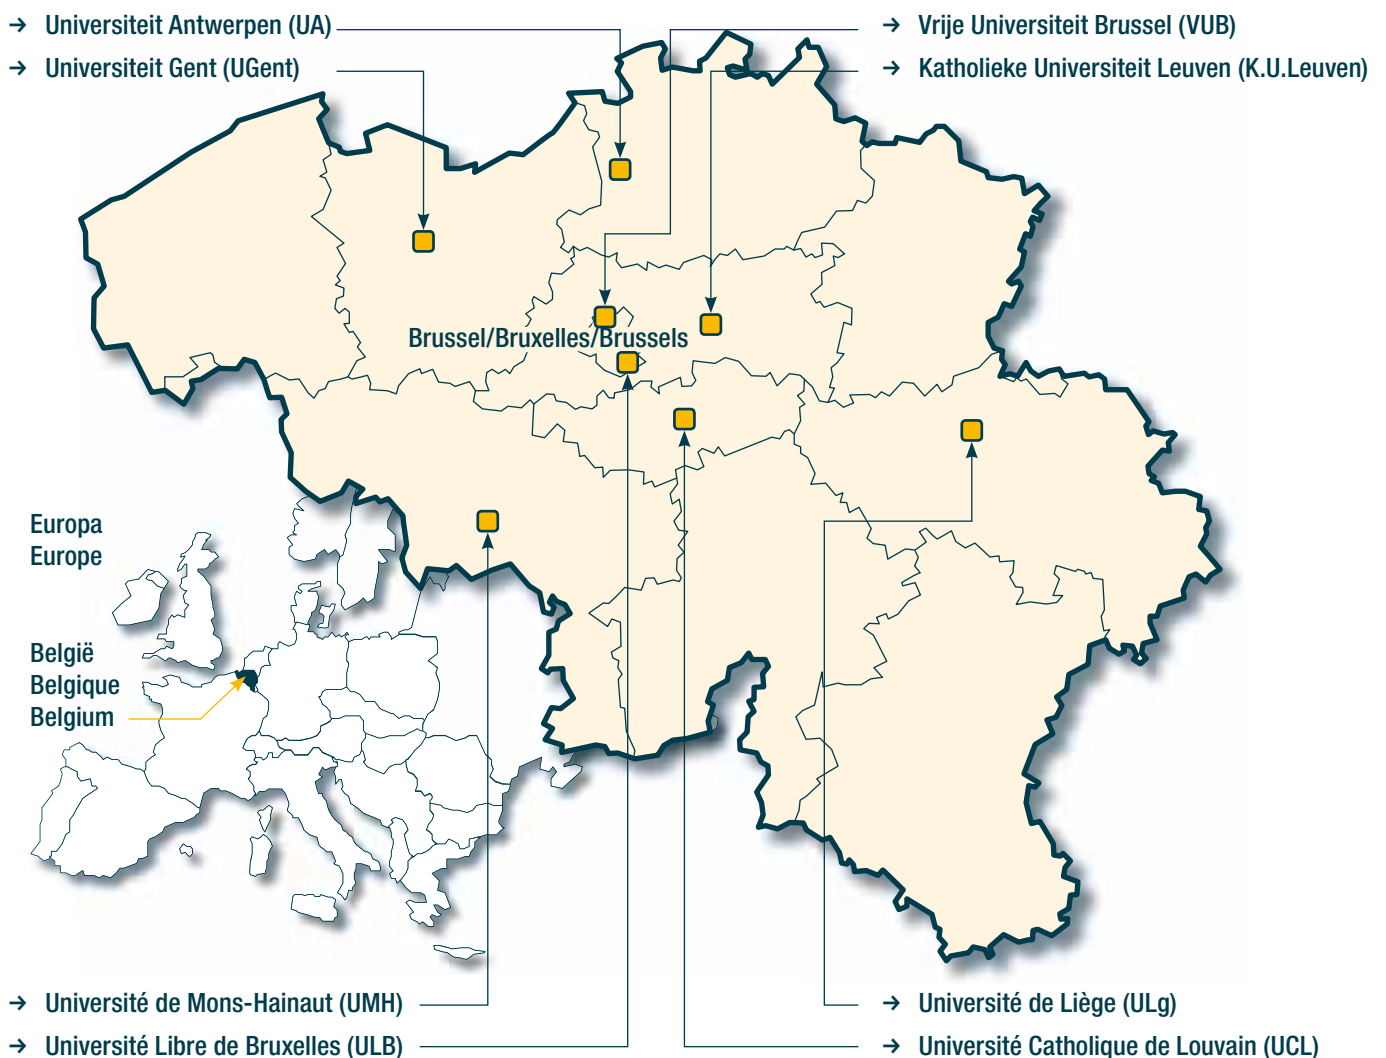 → Universiteit Antwerpen (UA)
→ Universiteit Gent (UGent)
→ Vrije Universiteit Brussel (VUB)
→ Katholieke Universiteit Leuven (K.U.Leuven)
Brussel/Bruxelles/Brussels
Europa
Europe
België
Belgique
Belgium
→ Université de Mons-Hainaut (UMH)
→ Université Libre de Bruxelles (ULB)
→ Université de Liège (ULg)
→ Université Catholique de Louvain (UCL)